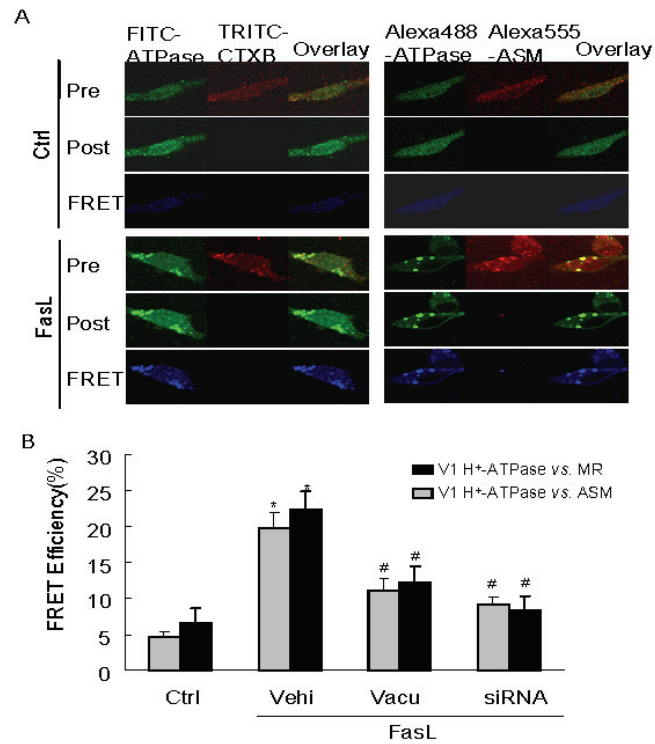 A
FITC- TRITC- Alexa488 Alexa555
-ATPase CTXB Overlay -ATPase -ASM Overlay
Pre
Ctrl
Post
FRET
Pre
FasL
Post
FRET
B
30
25
20
15
10
5
0
FRET Efficiency(%)
V1 H⁺-ATPase vs. MR
V1 H⁺-ATPase vs. ASM
* *
# #
# #
Ctrl Vehi Vacu siRNA
FasL